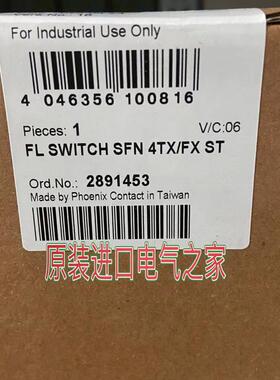 For Industrial Use Only
4 046356 100816
Pieces: 1 V/C:06
FL SWITCH SFN 4TX/FX ST
Ord.No.: 2891453
Made by Phoenix Contact in Taiwan
原装进口电气之家